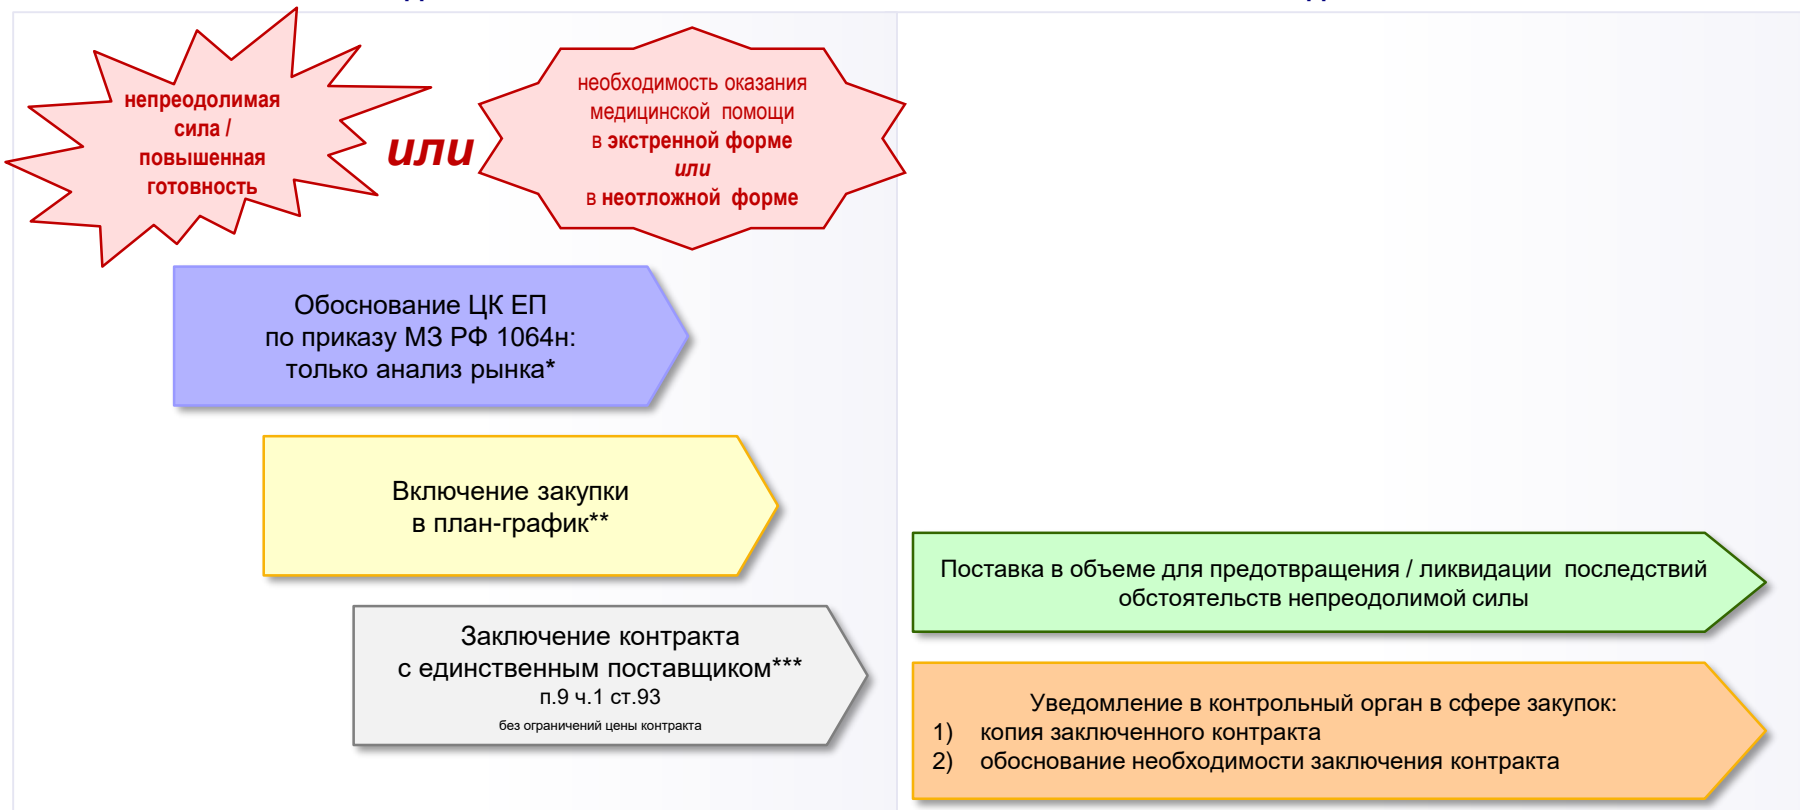 непреодолимая
сила /
повышенная
готовность
или
необходимость оказания
медицинской помощи
в экстренной форме
или
в неотложной форме
Обоснование ЦК ЕП
по приказу МЗ РФ 1064н:
только анализ рынка*
Включение закупки
в план-график**
Заключение контракта
с единственным поставщиком***
п.9 ч.1 ст.93
без ограничений цены контракта
Поставка в объеме для предотвращения / ликвидации последствий
обстоятельств непреодолимой силы
Уведомление в контрольный орган в сфере закупок:
1) копия заключенного контракта
2) обоснование необходимости заключения контракта